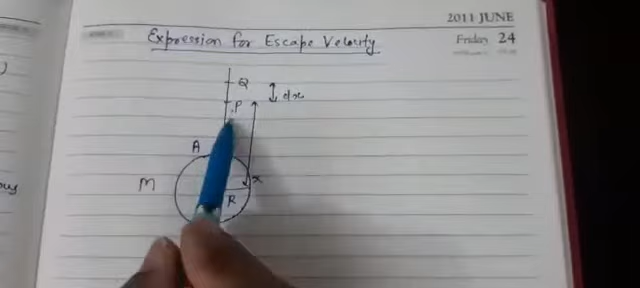 2011 JUNE
Friday 24
Expression for Escape Velocity
Q
dx
P
A
M
x
R